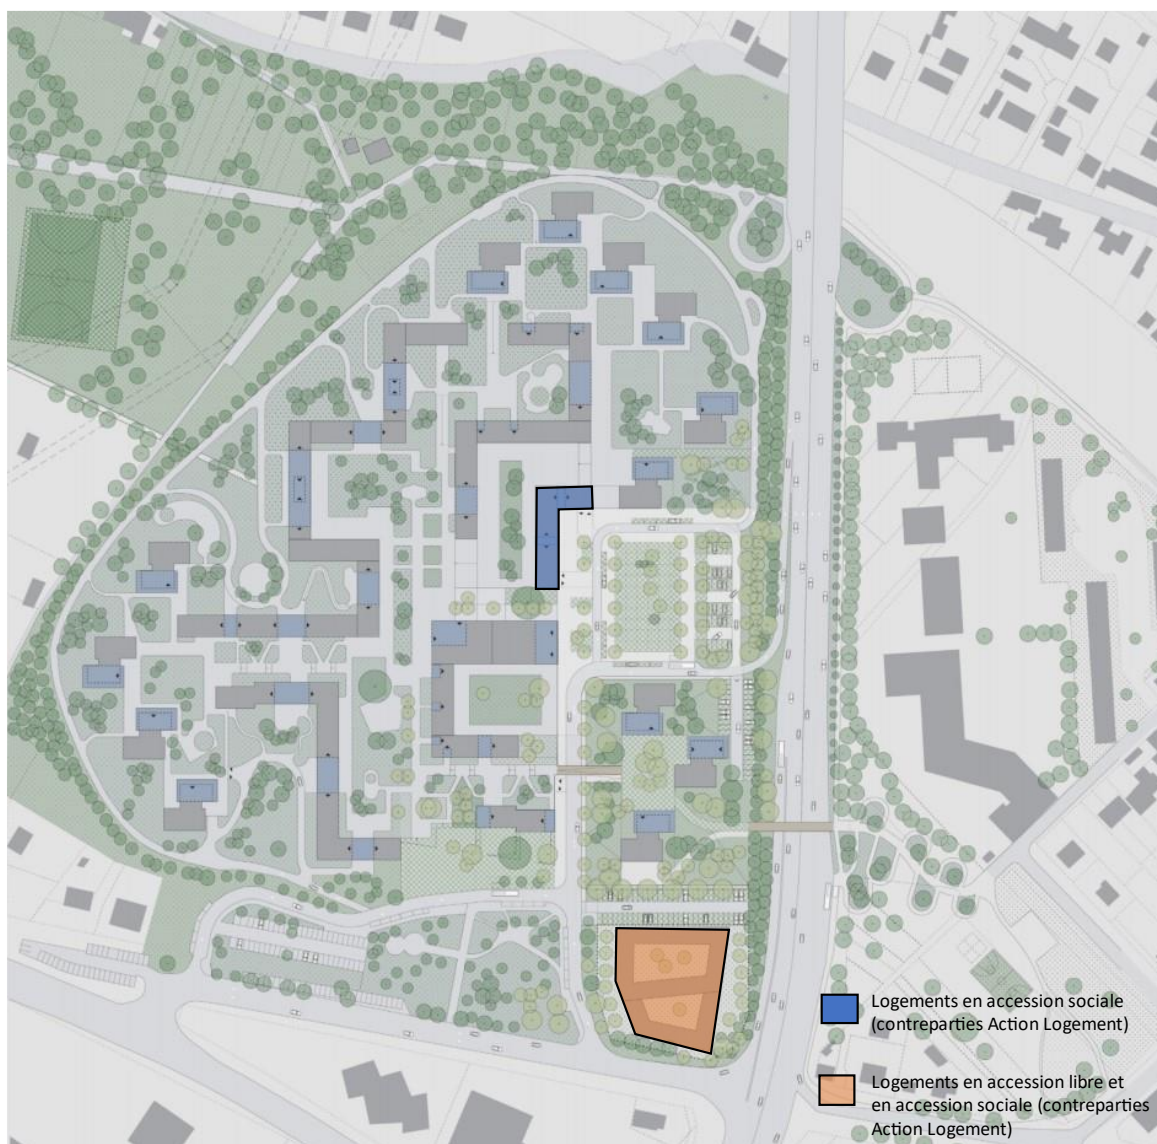 Logements en accession sociale
(contreparties Action Logement)
Logements en accession libre et
en accession sociale (contreparties
Action Logement)